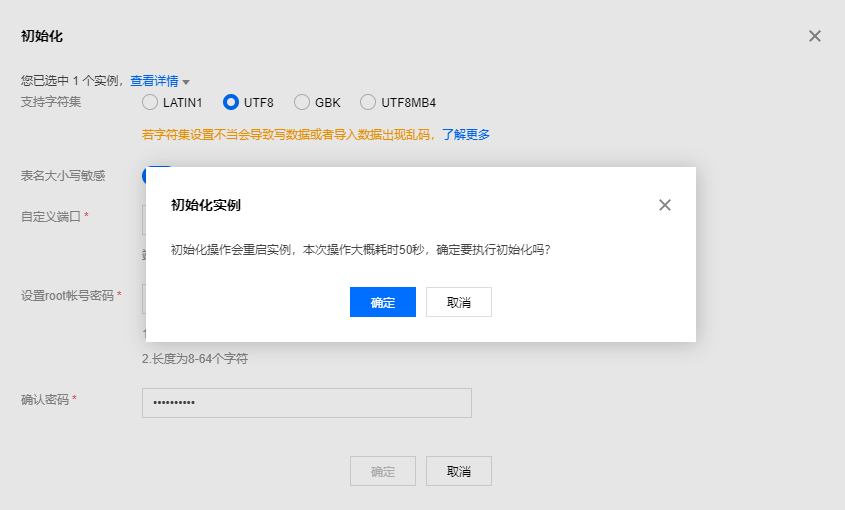 初始化
您已选中 1 个实例，查看详情
支持字符集 LATIN1 UTF8 GBK UTF8MB4
若字符集设置不当会导致写数据或者导入数据出现乱码，了解更多
表名大小写敏感
初始化实例
自定义端口 *
初始化操作会重启实例，本次操作大概耗时50秒，确定要执行初始化吗？
设置root帐号密码 *
确定 取消
2.长度为8-64个字符
确认密码 * ••••••••••
确定 取消